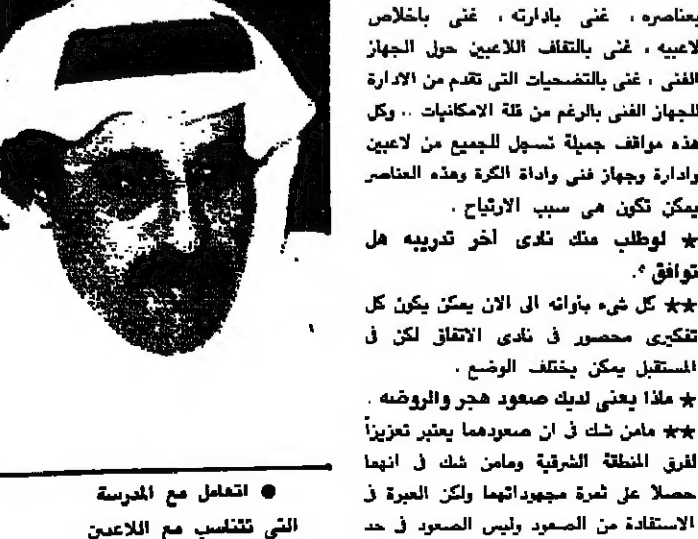 بعناصره ، غنى بادارته ، غنى باخلاص
لاعبيه ، غنى بالتفاف اللاعبين حول الجهاز
الفنى ، غنى بالتضحيات التى تقدم من الادارة
للجهاز الفنى بالرغم من قلة الامكانيات .. وكل
هذه مواقف جميلة تسجل للجميع من لاعبين
وادارة وجهاز فنى واداة الكرة وهذه العناصر
يمكن تكون هى سبب الارتياح .
★ لوطلب منك نادى آخر تدريبه هل
توافق ؟.
★★ كل شىء بأوانه الى الان يمكن يكون كل
تفكيرى محصور فى نادى الاتفاق لكن فى
المستقبل يمكن يختلف الوضع .
★ ماذا يعنى لديك صعود هجر والروضه .
★★ مامن شك فى ان صعودهما يعتبر تعزيزاً
لفرق المنطقة الشرقية ومامن شك فى انهما
حصلا على ثمرة مجهوداتهما ولكن العبرة فى
الاستفادة من الصعود وليس الصعود فى حد
● اتعامل مع المدرسة
التى تتناسب مع اللاعبين